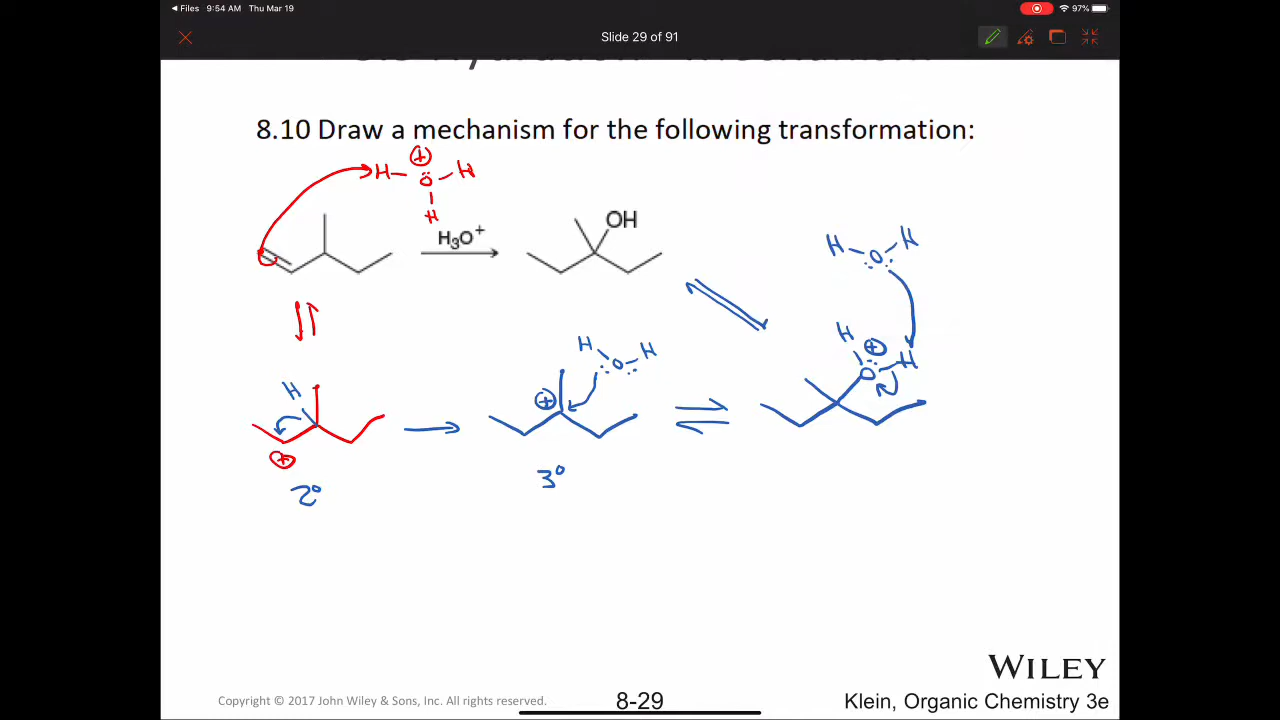 Files 9:54 AM Thu Mar 19
97%
Slide 29 of 91
8.10 Draw a mechanism for the following transformation:
H Ö H
⊕
H
OH
H₃O⁺
H O H
H
⊕
O H
H O H
⊕
H
⊕
2°
3°
WILEY
Copyright © 2017 John Wiley & Sons, Inc. All rights reserved.
8-29
Klein, Organic Chemistry 3e